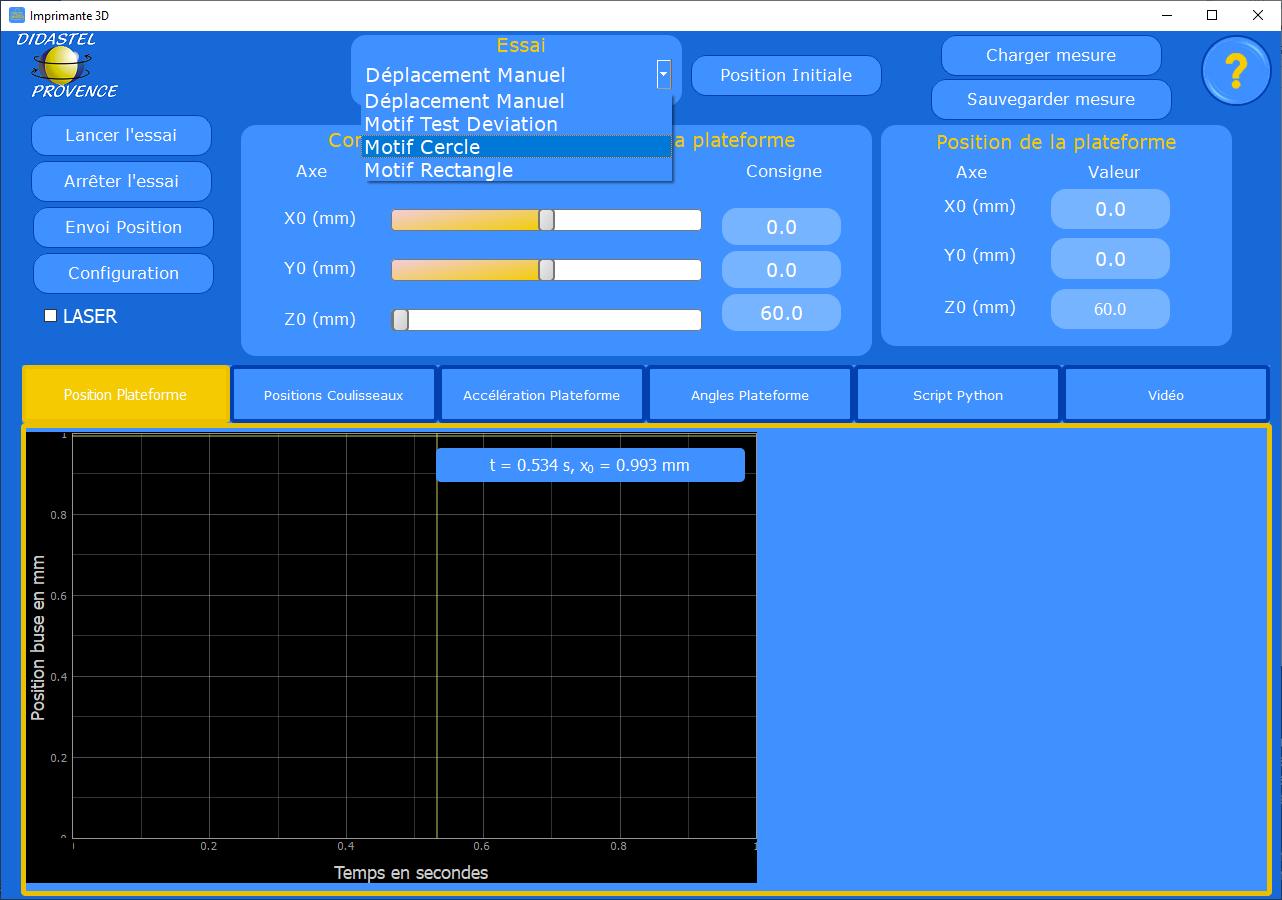 Imprimante 3D
DIDASTEL
PROVENCE
Essai
Déplacement Manuel
Déplacement Manuel
Motif Test Deviation
Motif Cercle
Motif Rectangle
Position Initiale
Charger mesure
Sauvegarder mesure
?
Lancer l'essai
Arrêter l'essai
Envoi Position
Configuration
LASER
a plateforme
Axe
Consigne
X0 (mm)
0.0
Y0 (mm)
0.0
Z0 (mm)
60.0
Position de la plateforme
Axe
Valeur
X0 (mm)
0.0
Y0 (mm)
0.0
Z0 (mm)
60.0
Position Plateforme
Positions Coulisseaux
Accélération Plateforme
Angles Plateforme
Script Python
Vidéo
t = 0.534 s, x₀ = 0.993 mm
Position buse en mm
1
0.8
0.6
0.4
0.2
0.2
0.4
0.6
0.8
1
Temps en secondes